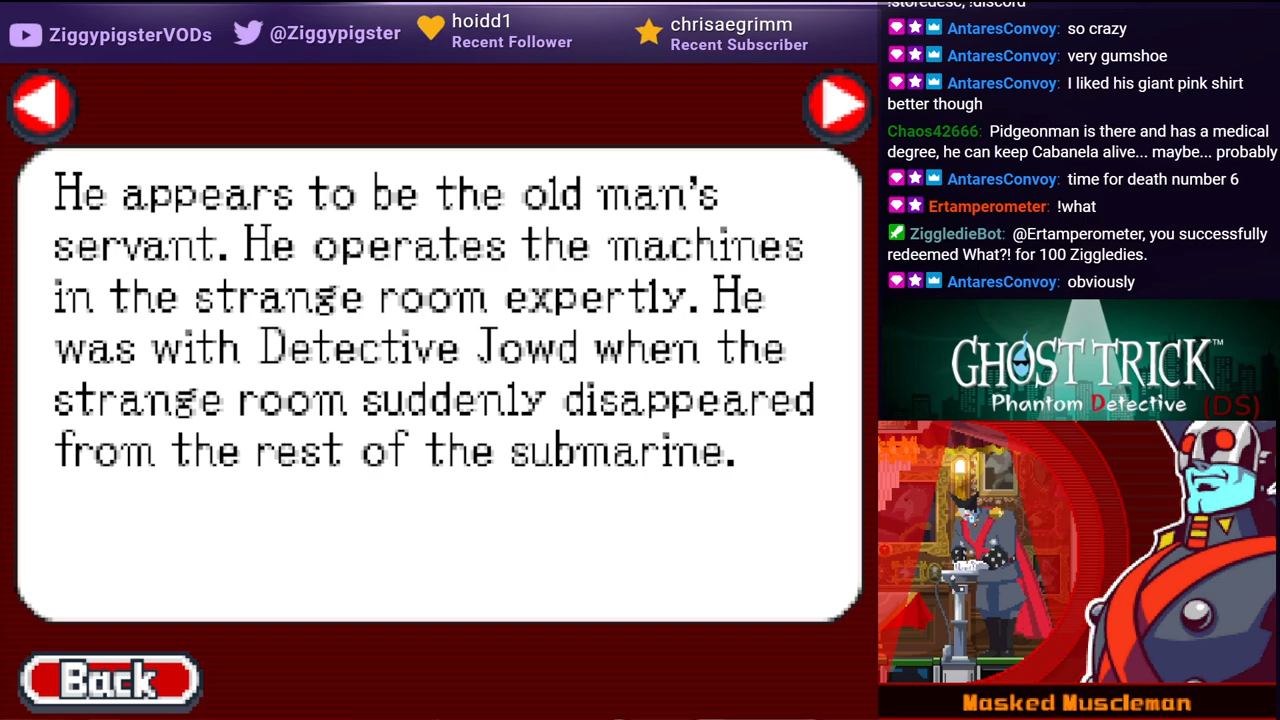 ZiggypigsterVODs
@Ziggypigster
hoidd1
Recent Follower
chrisaegrimm
Recent Subscriber
He appears to be the old man's
servant. He operates the machines
in the strange room expertly. He
was with Detective Jowd when the
strange room suddenly disappeared
from the rest of the submarine.
Back
!storedesc, !discord
AntaresConvoy: so crazy
AntaresConvoy: very gumshoe
AntaresConvoy: I liked his giant pink shirt
better though
Chaos42666: Pidgeonman is there and has a medical
degree, he can keep Cabanela alive... maybe... probably
AntaresConvoy: time for death number 6
Ertamperometer: !what
ZiggledieBot: @Ertamperometer, you successfully
redeemed What?! for 100 Ziggledies.
AntaresConvoy: obviously
GHOST TRICK™
Phantom Detective (DS)
Masked Muscleman